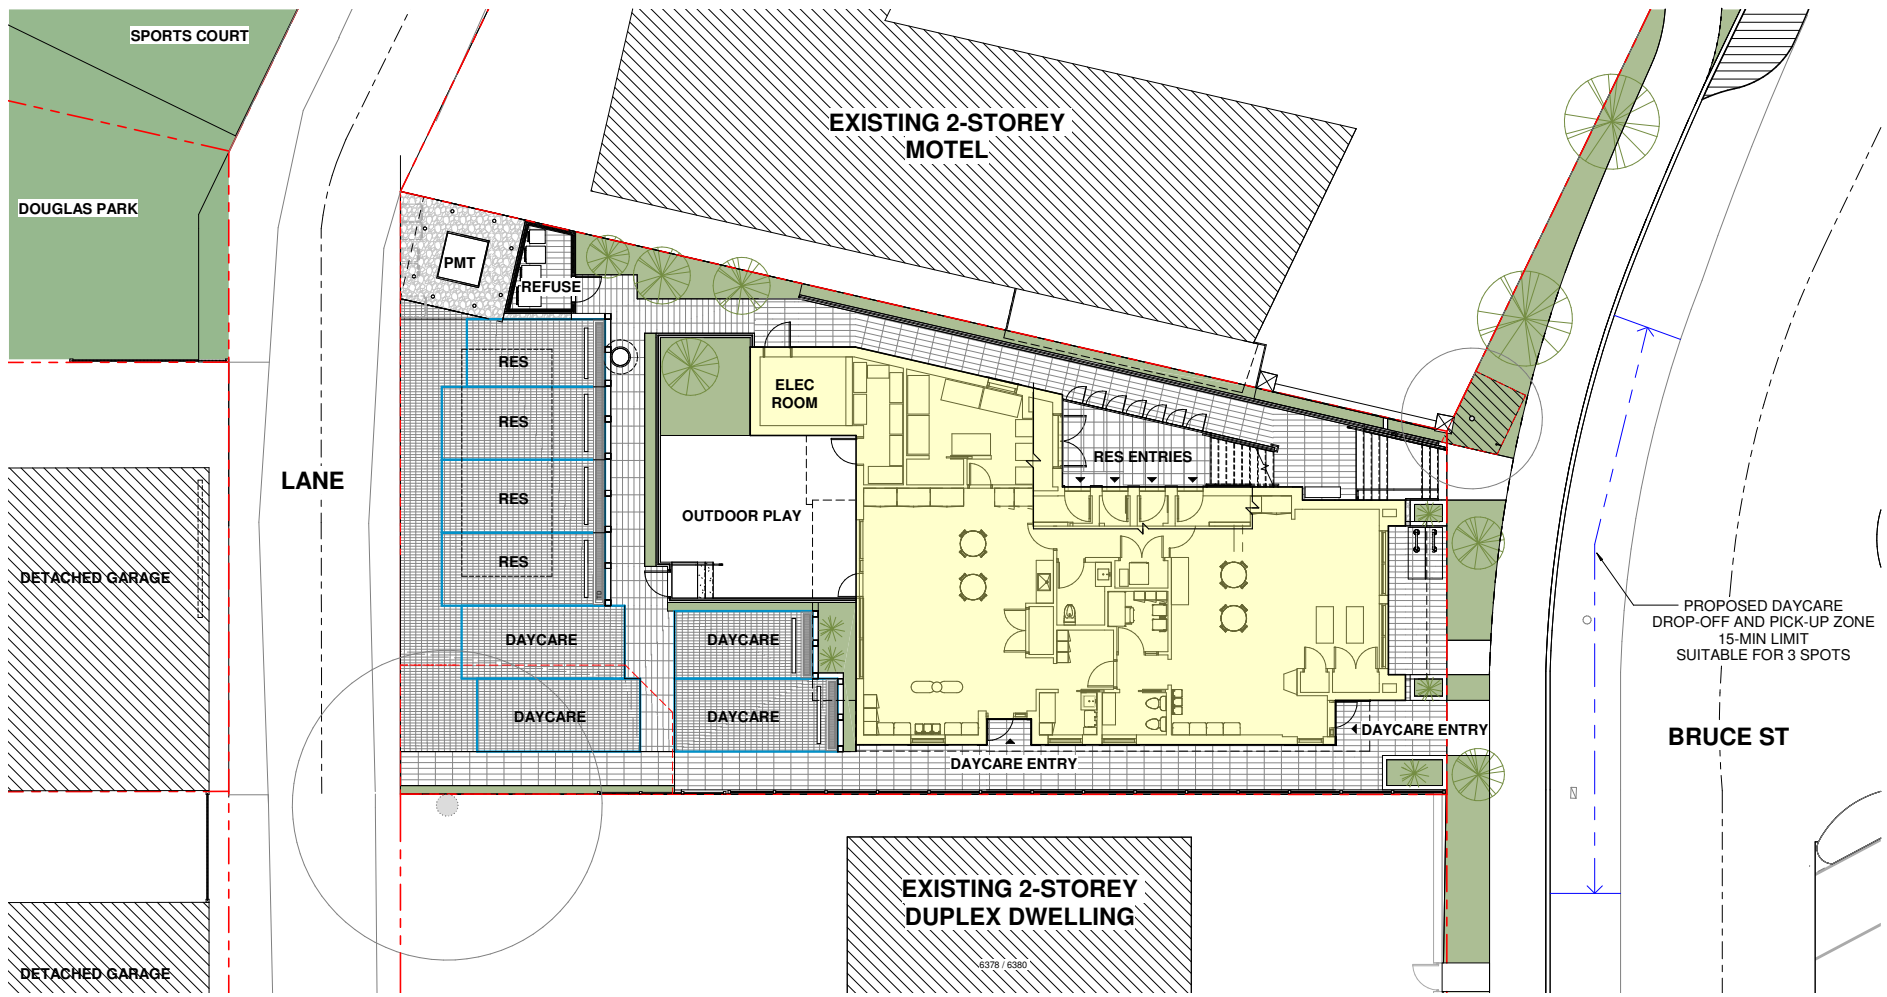 SPORTS COURT
EXISTING 2-STOREY
MOTEL
DOUGLAS PARK
PMT
REFUSE
RES
RES
RES
RES
ELEC
ROOM
RES ENTRIES
LANE
OUTDOOR PLAY
DETACHED GARAGE
DAYCARE
DAYCARE
DAYCARE
DAYCARE
PROPOSED DAYCARE
DROP-OFF AND PICK-UP ZONE
15-MIN LIMIT
SUITABLE FOR 3 SPOTS
DAYCARE ENTRY
BRUCE ST
DAYCARE ENTRY
EXISTING 2-STOREY
DUPLEX DWELLING
6378 / 6380
DETACHED GARAGE